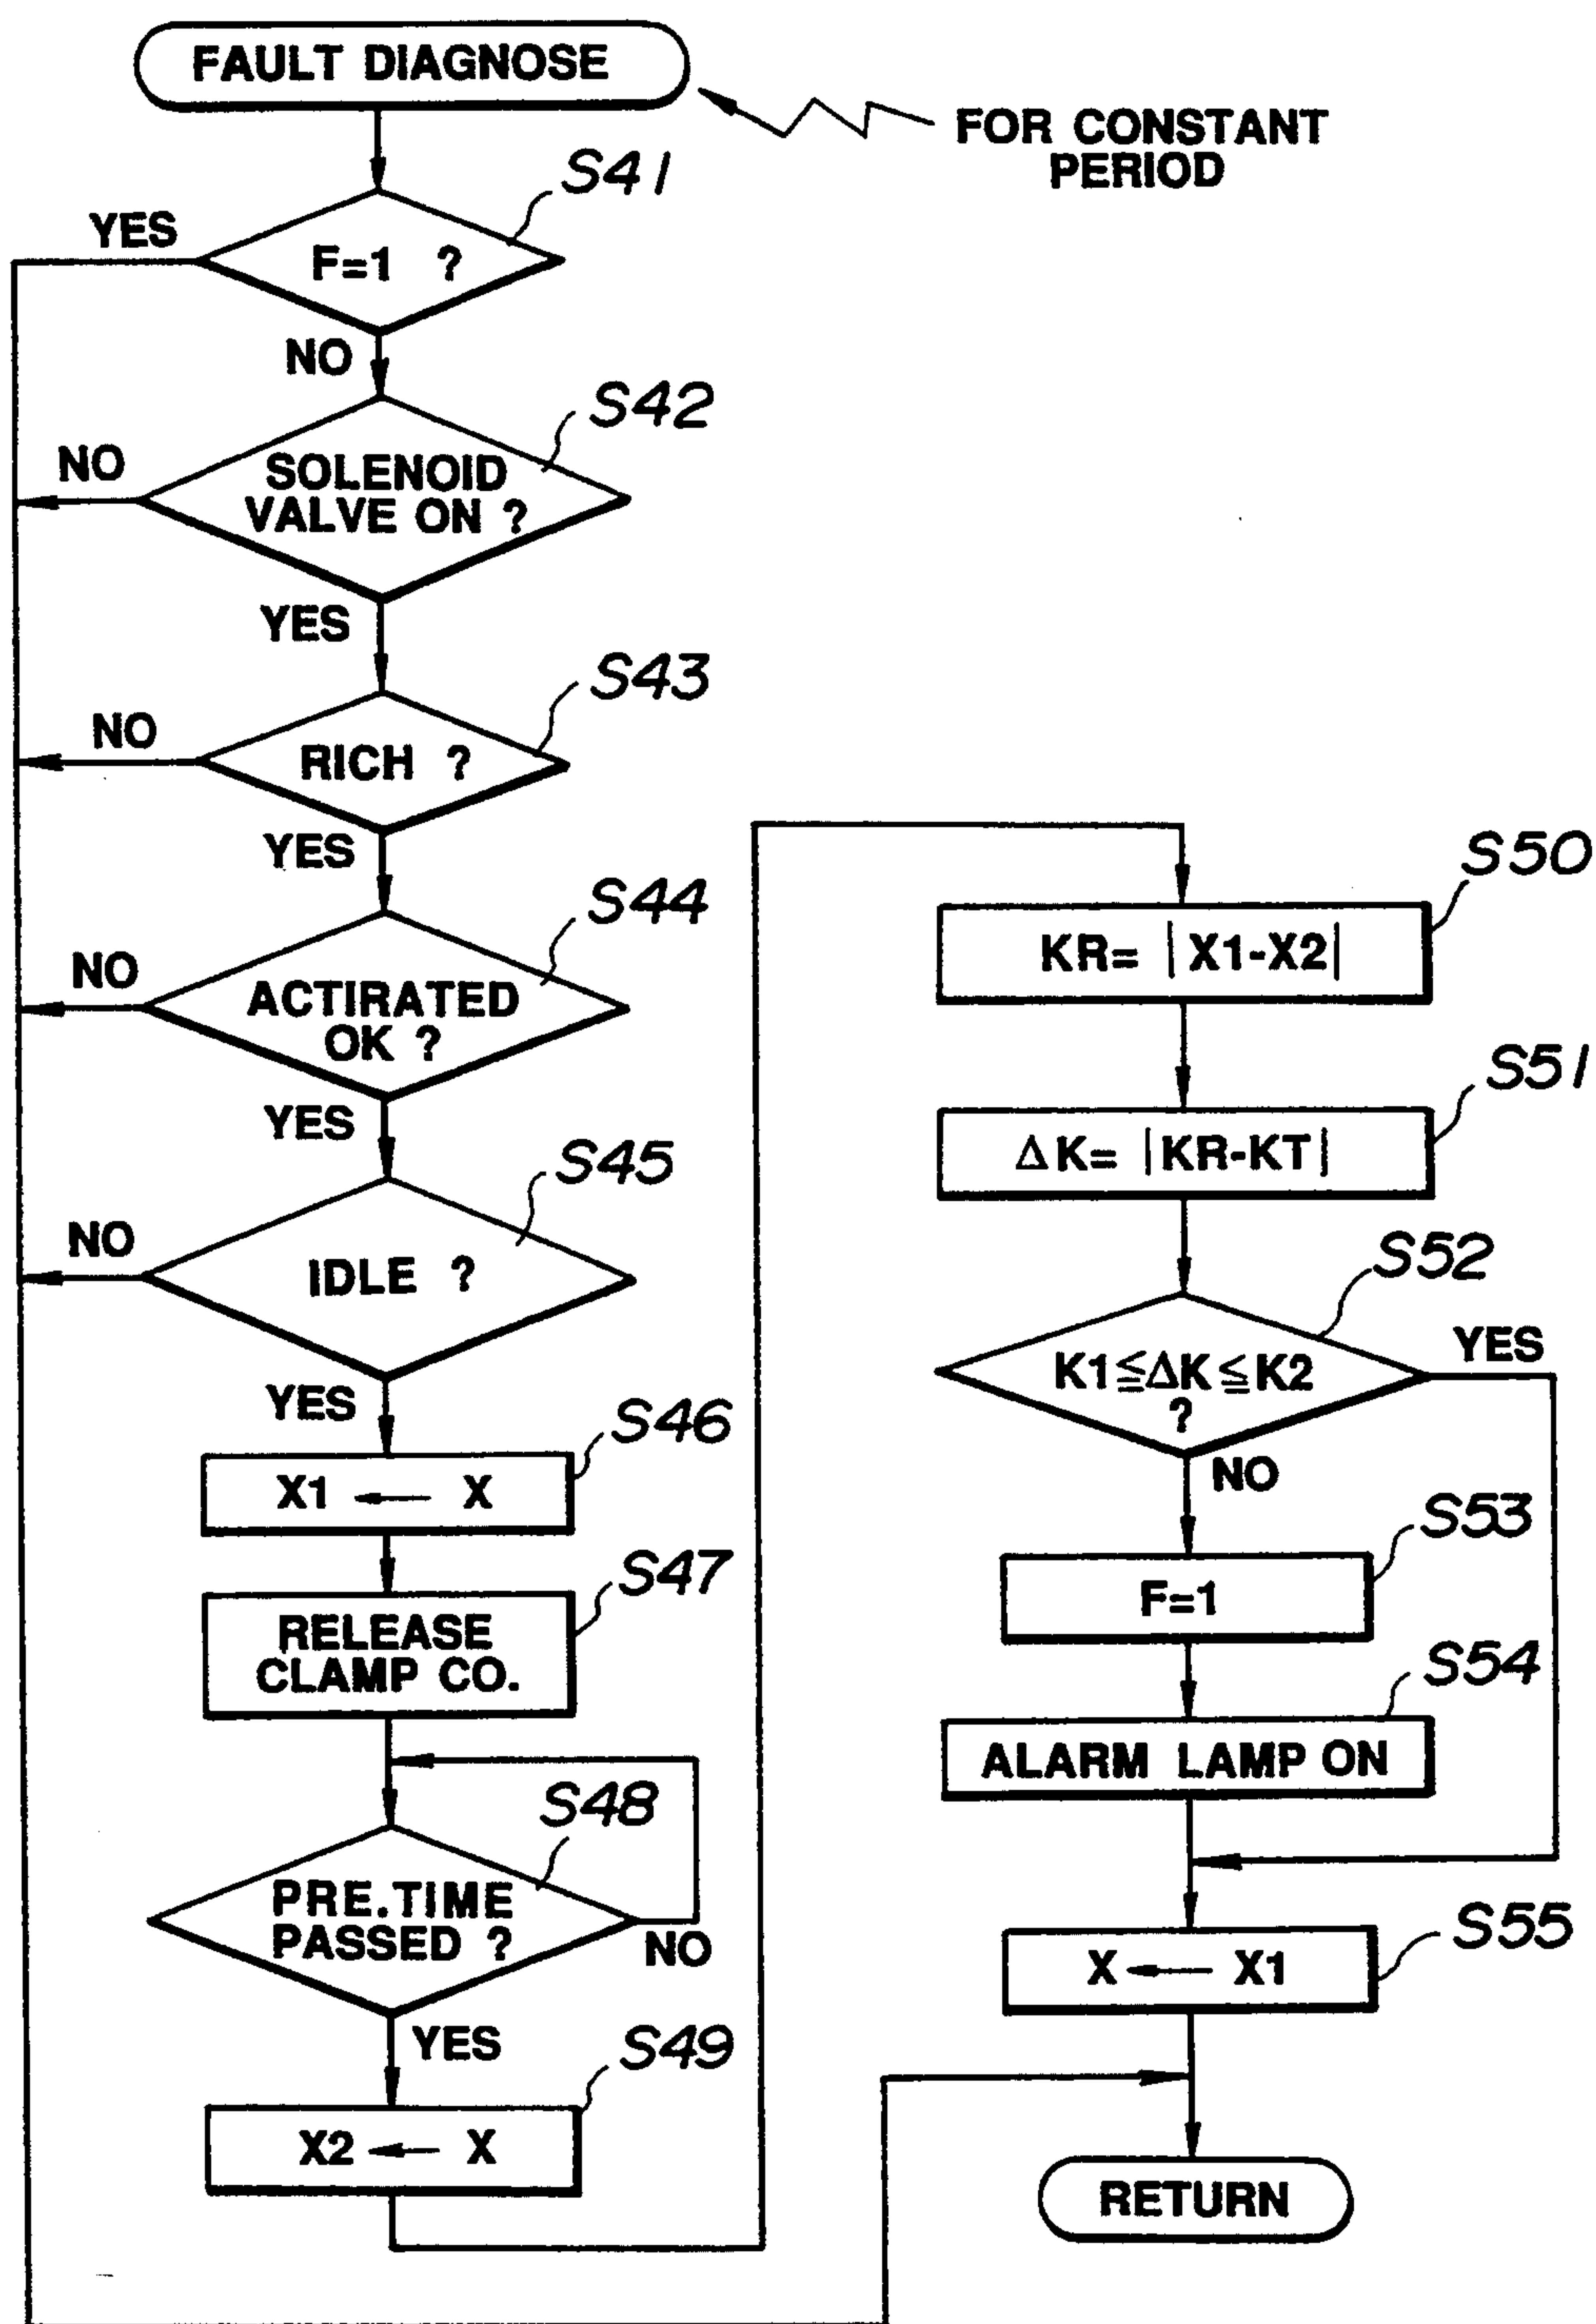 FAULT DIAGNOSE
FOR CONSTANT
PERIOD
S41
YES
F=1 ?
NO
S42
NO
SOLENOID
VALVE ON ?
YES
S43
NO
RICH ?
YES
S44
NO
ACTIRATED
OK ?
YES
S45
NO
IDLE ?
YES
S46
X1 ← X
S47
RELEASE
CLAMP CO.
S48
PRE.TIME
PASSED ?
NO
YES
S49
X2 ← X
S50
KR= |X1-X2|
S51
ΔK= |KR-KT|
S52
YES
K1≦ΔK≦K2
?
NO
S53
F=1
S54
ALARM LAMP ON
S55
X ← X1
RETURN